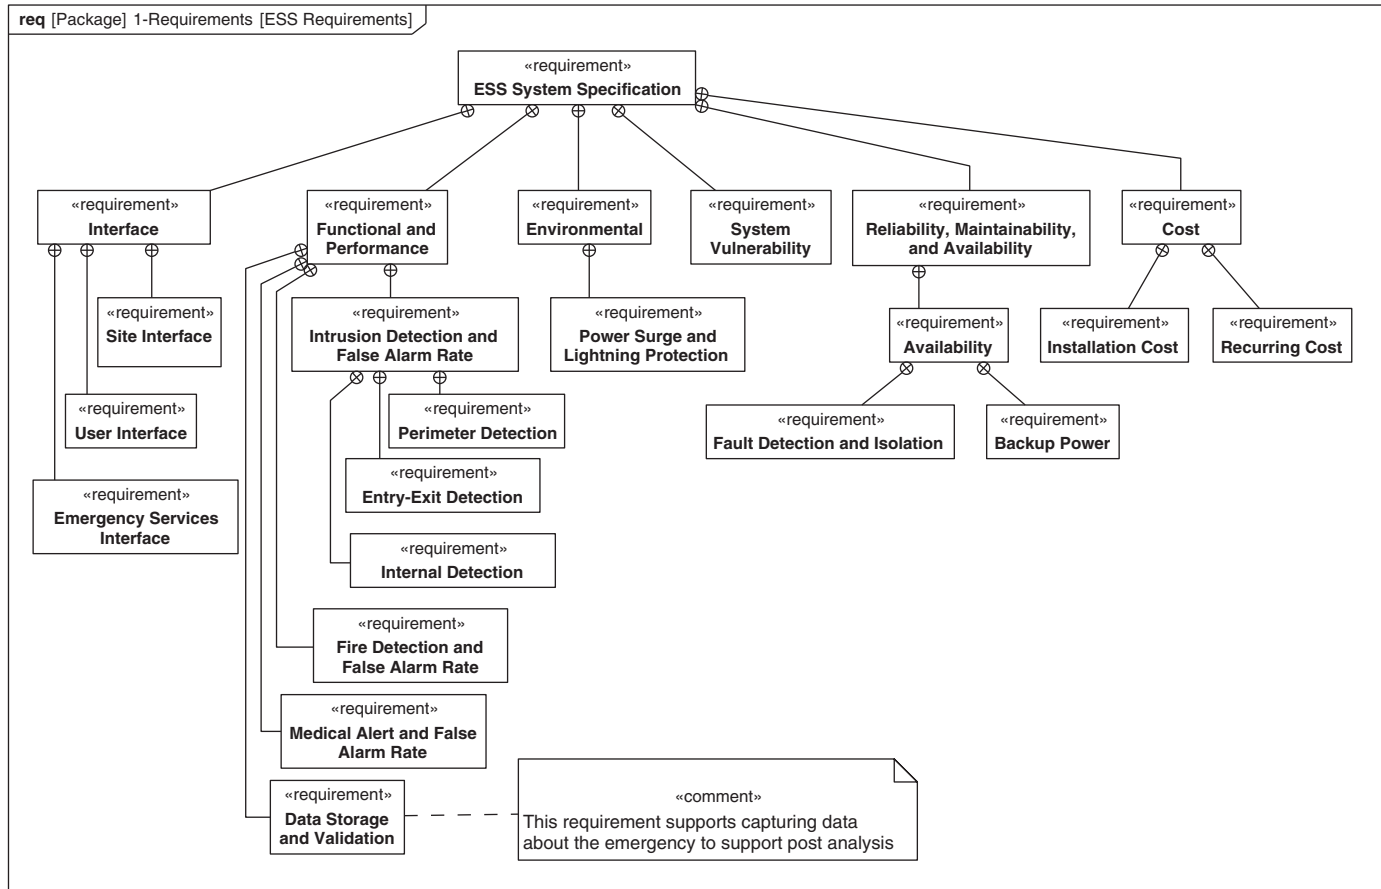 req [Package] 1-Requirements [ESS Requirements]
«requirement»
ESS System Specification
«requirement»
Interface
«requirement»
Functional and
Performance
«requirement»
Environmental
«requirement»
System
Vulnerability
«requirement»
Reliability, Maintainability,
and Availability
«requirement»
Cost
«requirement»
Site Interface
«requirement»
Intrusion Detection and
False Alarm Rate
«requirement»
Power Surge and
Lightning Protection
«requirement»
Availability
«requirement»
Installation Cost
«requirement»
Recurring Cost
«requirement»
User Interface
«requirement»
Perimeter Detection
«requirement»
Fault Detection and Isolation
«requirement»
Backup Power
«requirement»
Entry-Exit Detection
«requirement»
Emergency Services
Interface
«requirement»
Internal Detection
«requirement»
Fire Detection and
False Alarm Rate
«requirement»
Medical Alert and False
Alarm Rate
«requirement»
Data Storage
and Validation
«comment»
This requirement supports capturing data
about the emergency to support post analysis